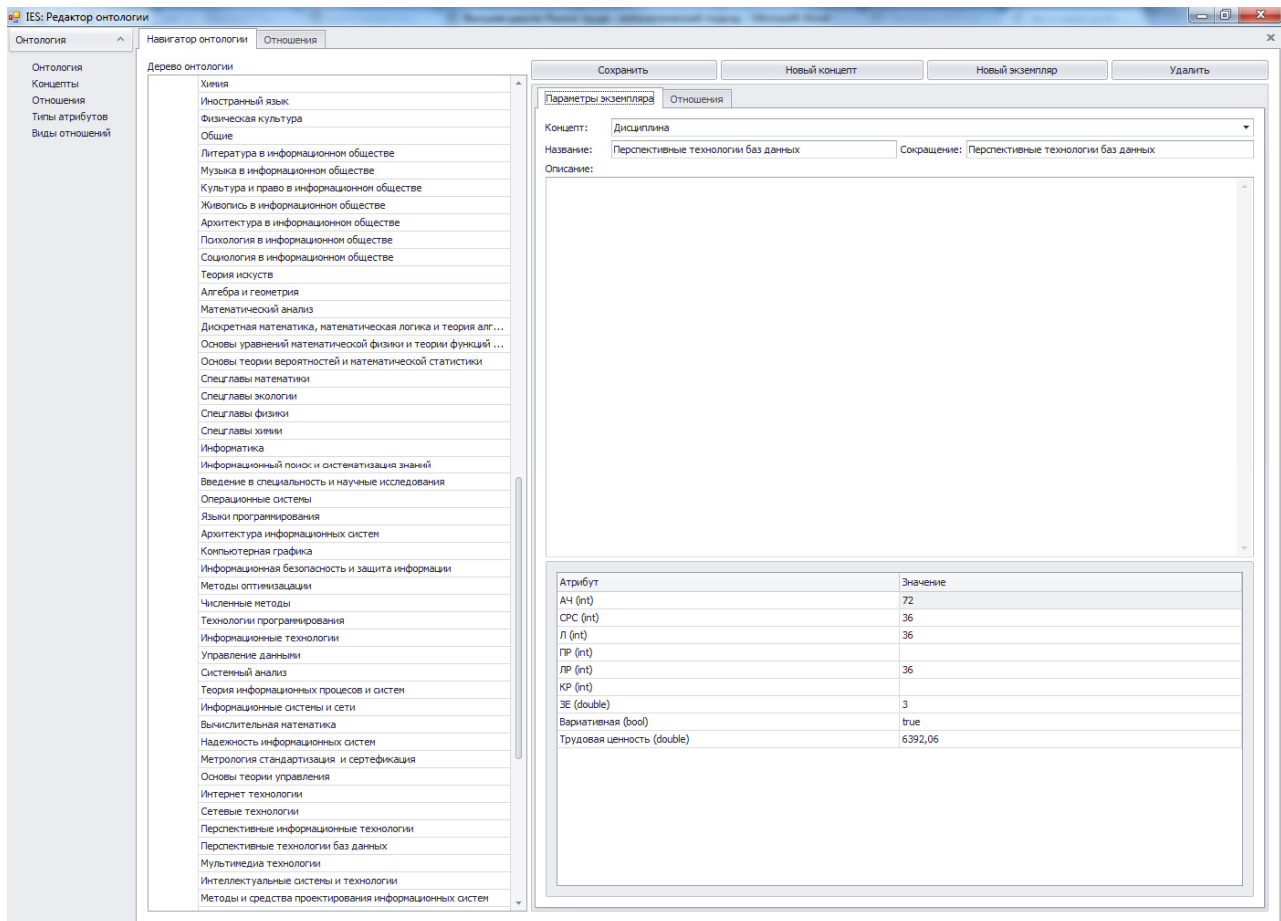 IES: Редактор онтологии
Онтология
Онтология
Концепты
Отношения
Типы атрибутов
Виды отношений
Навигатор онтологии Отношения
Дерево онтологии
Химия
Иностранный язык
Физическая культура
Общие
Литература в информационном обществе
Музыка в информационном обществе
Культура и право в информационном обществе
Живопись в информационном обществе
Архитектура в информационном обществе
Психология в информационном обществе
Социология в информационном обществе
Теория искуств
Алгебра и геометрия
Математический анализ
Дискретная математика, математическая логика и теория алг...
Основы уравнений математической физики и теории функций ...
Основы теории вероятностей и математической статистики
Спецглавы математики
Спецглавы экологии
Спецглавы физики
Спецглавы химии
Информатика
Информационный поиск и систематизация знаний
Введение в специальность и научные исследования
Операционные системы
Языки программирования
Архитектура информационных систем
Компьютерная графика
Информационная безопасность и защита информации
Методы оптимизацации
Численные методы
Технологии программирования
Информационные технологии
Управление данными
Системный анализ
Теория информационных процесов и систем
Информационные системы и сети
Вычислительная математика
Надежность информационных систем
Метрология стандартизация и сертефикация
Основы теории управления
Интернет технологии
Сетевые технологии
Перспективные информационные технологии
Перспективные технологии баз данных
Мультимедиа технологии
Интеллектуальные системы и технологии
Методы и средства проектирования информационных систем
Сохранить Новый концепт Новый экземпляр Удалить
Параметры экземпляра Отношения
Концепт: Дисциплина
Название: Перспективные технологии баз данных Сокращение: Перспективные технологии баз данных
Описание:
Атрибут Значение
АЧ (int) 72
СРС (int) 36
Л (int) 36
ПР (int)
ЛР (int) 36
КР (int)
ЗЕ (double) 3
Вариативная (bool) true
Трудовая ценность (double) 6392,06